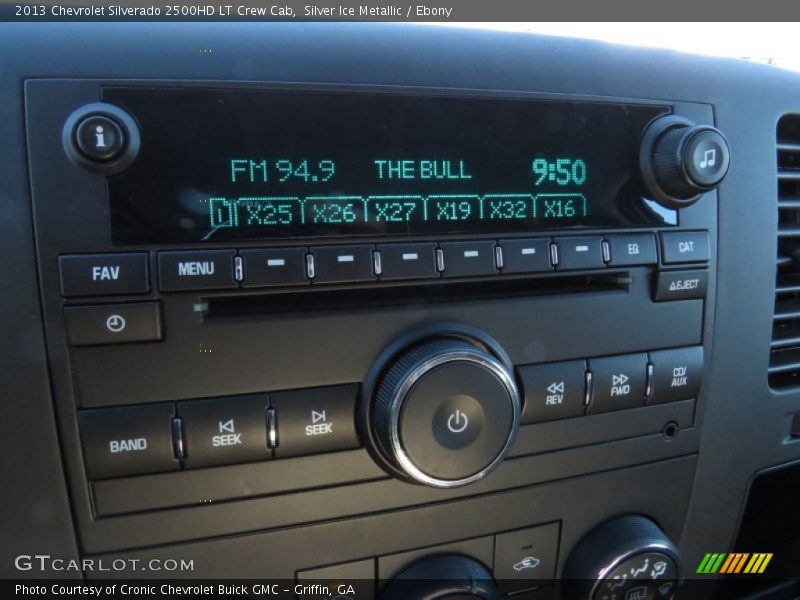 2013 Chevrolet Silverado 2500HD LT Crew Cab,  Silver Ice Metallic / Ebony
i
FM 94.9 THE BULL 9:50
D X25 X26 X27 X19 X32 X16
FAV MENU EQ CAT
EJECT
BAND SEEK SEEK REV FWD CD/AUX
GTCARLOT.COM
Photo Courtesy of Cronic Chevrolet Buick GMC – Griffin, GA